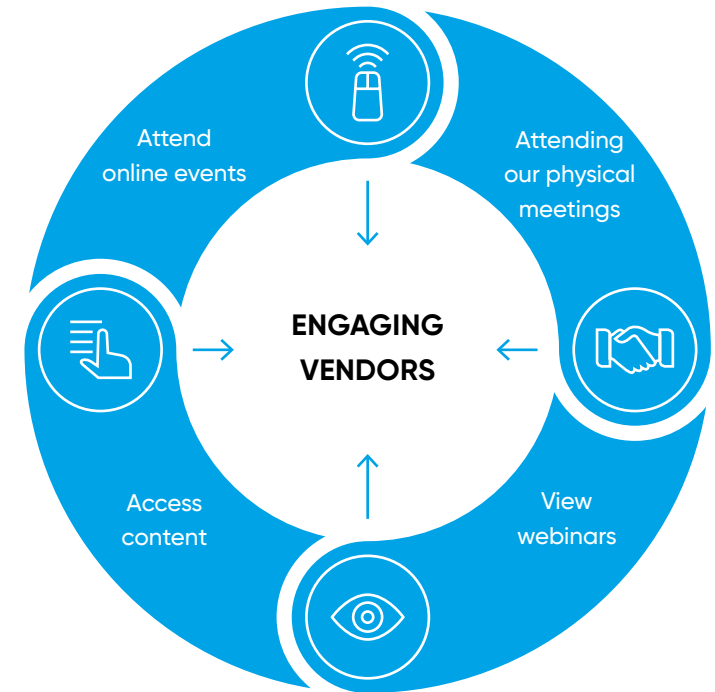 Attend
online events
Attending
our physical
meetings
ENGAGING
VENDORS
Access
content
View
webinars